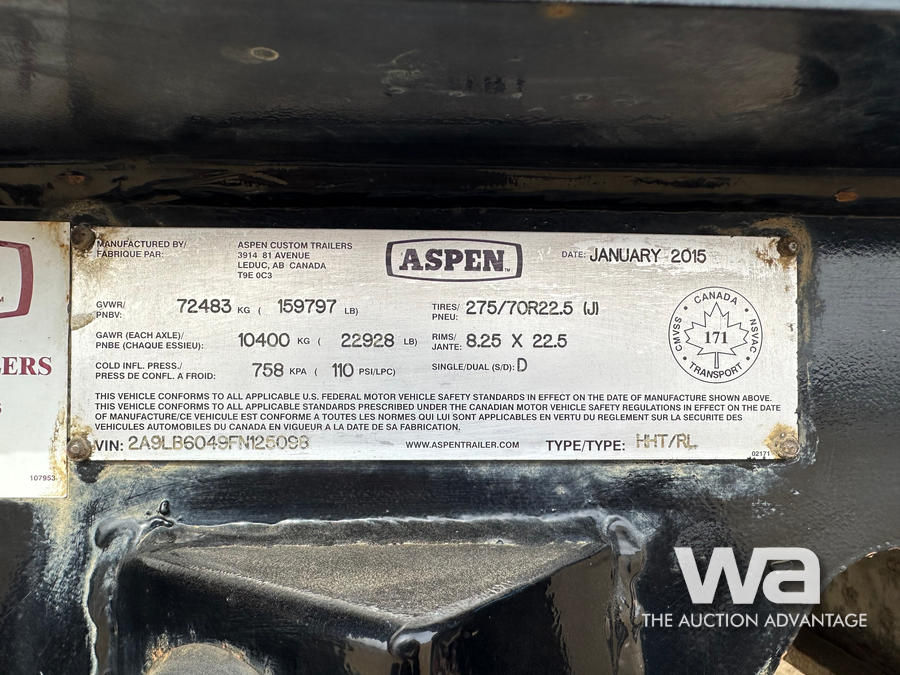 MANUFACTURED BY/
FABRIQUE PAR:
ASPEN CUSTOM TRAILERS
3914 81 AVENUE
LEDUC, AB CANADA
T9E 0C3
ASPEN™
DATE: JANUARY 2015
GVWR/
PNBV:
72483 KG ( 159797 LB)
TIRES/
PNEU:
275/70R22.5 (J)
GAWR (EACH AXLE)/
PNBE (CHAQUE ESSIEU):
10400 KG ( 22928 LB)
RIMS/
JANTE:
8.25 X 22.5
COLD INFL. PRESS./
PRESS DE CONFL. A FROID:
758 KPA ( 110 PSI/LPC)
SINGLE/DUAL (S/D): D
CANADA
CMVSS
171
NSVAC
TRANSPORT
THIS VEHICLE CONFORMS TO ALL APPLICABLE U.S. FEDERAL MOTOR VEHICLE SAFETY STANDARDS IN EFFECT ON THE DATE OF MANUFACTURE SHOWN ABOVE.
THIS VEHICLE CONFORMS TO ALL APPLICABLE STANDARDS PRESCRIBED UNDER THE CANADIAN MOTOR VEHICLE SAFETY REGULATIONS IN EFFECT ON THE DATE
OF MANUFACTURE/CE VEHICULE EST CONFORME A TOUTES LES NORMES QUI LUI SONT APPLICABLES EN VERTU DU REGLEMENT SUR LA SÉCURITE DES
VEHICULES AUTOMOBILES DU CANADA EN VIGUEUR A LA DATE DE SA FABRICATION.
VIN: 2A9LB6049FN125098
WWW.ASPENTRAILER.COM
TYPE/TYPE: HHT/RL
02171
LERS
107953
wa
THE AUCTION ADVANTAGE